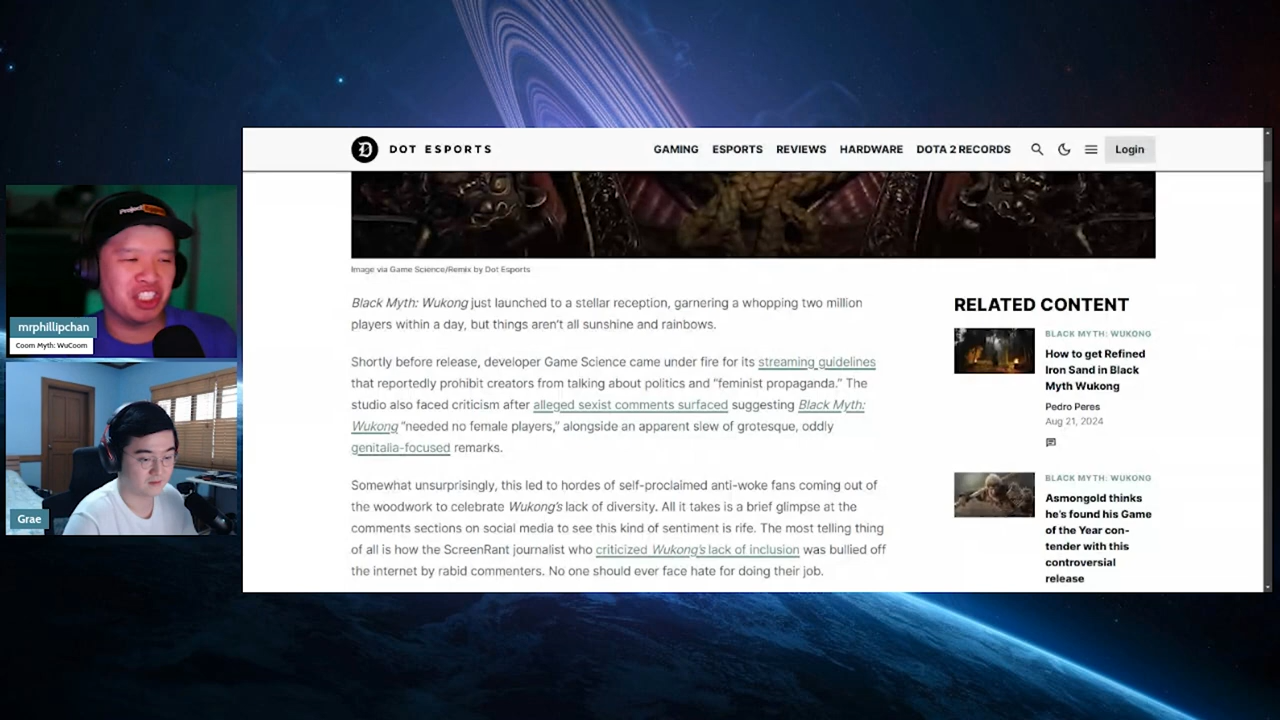 DOT ESPORTS
GAMING ESPORTS REVIEWS HARDWARE DOTA 2 RECORDS Login
Image via Game Science/Remix by Dot Esports
Black Myth: Wukong just launched to a stellar reception, garnering a whopping two million
players within a day, but things aren't all sunshine and rainbows.
Shortly before release, developer Game Science came under fire for its streaming guidelines
that reportedly prohibit creators from talking about politics and "feminist propaganda." The
studio also faced criticism after alleged sexist comments surfaced suggesting Black Myth:
Wukong "needed no female players," alongside an apparent slew of grotesque, oddly
genitalia-focused remarks.
Somewhat unsurprisingly, this led to hordes of self-proclaimed anti-woke fans coming out of
the woodwork to celebrate Wukong's lack of diversity. All it takes is a brief glimpse at the
comments sections on social media to see this kind of sentiment is rife. The most telling thing
of all is how the ScreenRant journalist who criticized Wukong's lack of inclusion was bullied off
the internet by rabid commenters. No one should ever face hate for doing their job.
RELATED CONTENT
BLACK MYTH: WUKONG
How to get Refined
Iron Sand in Black
Myth Wukong
Pedro Peres
Aug 21, 2024
BLACK MYTH: WUKONG
Asmongold thinks
he's found his Game
of the Year con-
tender with this
controversial
release
mrphillipchan
Coom Myth: WuCoom
Grae